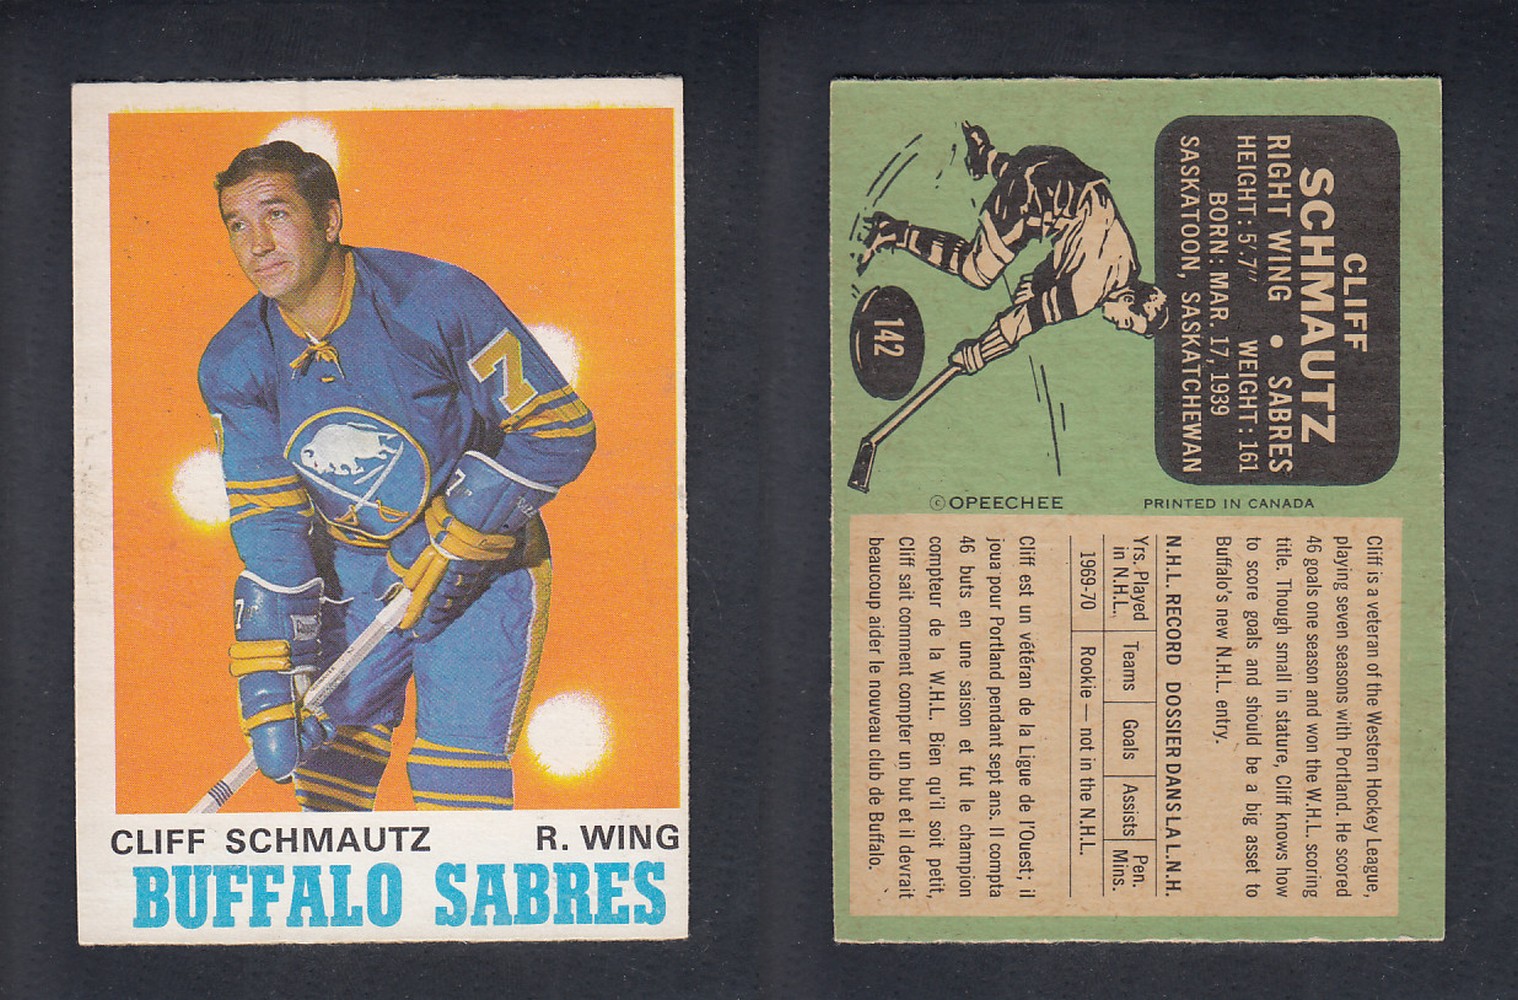 7
7
7
CLIFF SCHMAUTZ R. WING
BUFFALO SABRES
CLIFF
SCHMAUTZ
RIGHT WING • SABRES
HEIGHT: 5'.7" WEIGHT: 161
BORN: MAR. 17, 1939
SASKATOON, SASKATCHEWAN
142
© OPEECHEE PRINTED IN CANADA
Cliff is a veteran of the Western Hockey League,
playing seven seasons with Portland. He scored
46 goals one season and won the W.H.L. scoring
title. Though small in stature, Cliff knows how
to score goals and should be a big asset to
Buffalo's new N.H.L. entry.
N.H.L. RECORD DOSSIER DANS LA L.N.H.
Yrs. Played in N.H.L. Teams Goals Assists Pen. Mins.
1969-70 Rookie — not in the N.H.L.
Cliff est un vétéran de la Ligue de l'Ouest; il
joua pour Portland pendant sept ans. Il compta
46 buts en une saison et fut le champion
compteur de la W.H.L. Bien qu'il soit petit,
Cliff sait comment compter un but et il devrait
beaucoup aider le nouveau club de Buffalo.